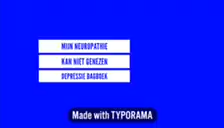 MIJN NEUROPATHIE
KAN NIET GENEZEN
DEPRESSIE DAGBOEK
Made with TYPORAMA